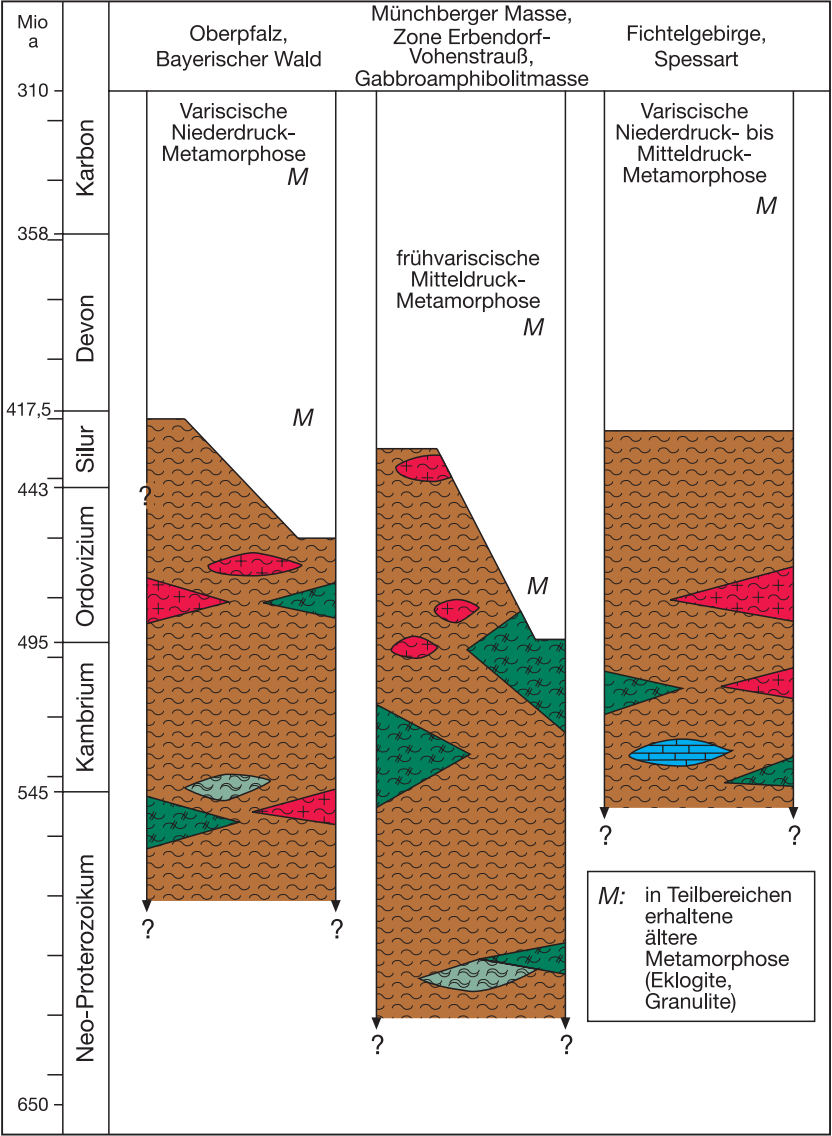 Mio
a
Oberpfalz,
Bayerischer Wald
Münchberger Masse,
Zone Erbendorf-
Vohenstrauß,
Gabbroamphibolitmasse
Fichtelgebirge,
Spessart
310
358
417,5
443
495
545
650
Karbon
Devon
Silur
Ordovizium
Kambrium
Neo-Proterozoikum
Variscische
Niederdruck-
Metamorphose
M
M
?
?
?
frühvariscische
Mitteldruck-
Metamorphose
M
M
?
?
Variscische
Niederdruck- bis
Mitteldruck-
Metamorphose
M
?
?
M: in Teilbereichen
erhaltene
ältere
Metamorphose
(Eklogite,
Granulite)